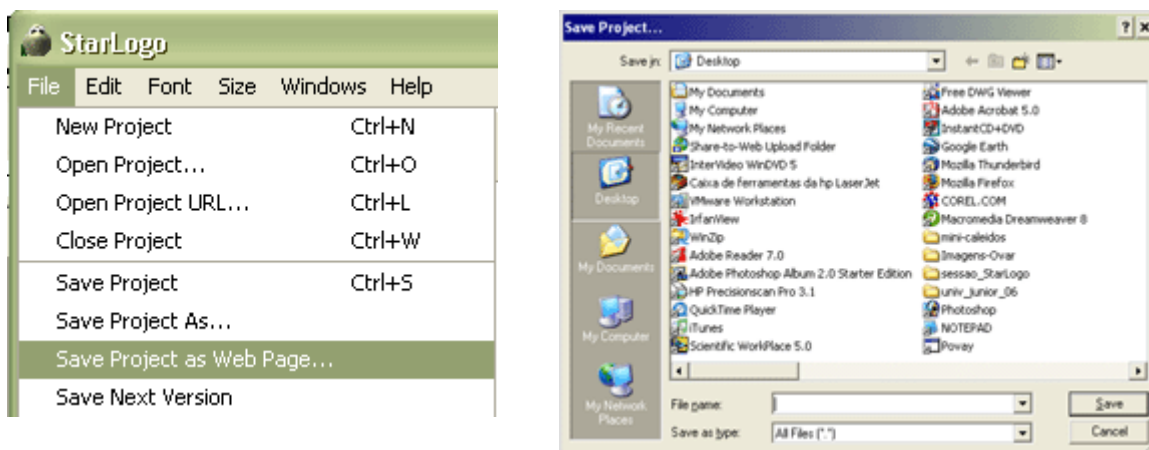 StarLogo
File Edit Font Size Windows Help
New Project Ctrl+N
Open Project... Ctrl+O
Open Project URL... Ctrl+L
Close Project Ctrl+W
Save Project Ctrl+S
Save Project As...
Save Project as Web Page...
Save Next Version
Save Project...
Save in: Desktop
My Recent Documents
Desktop
My Documents
My Computer
My Network Places
My Documents
My Computer
My Network Places
Share-to-Web Upload Folder
InterVideo WinDVD 5
Caixa de ferramentas da hp LaserJet
VMware Workstation
IrfanView
WinZip
Adobe Reader 7.0
Adobe Photoshop Album 2.0 Starter Edition
HP Precisionscan Pro 3.1
QuickTime Player
iTunes
Scientific WorkPlace 5.0
Free DWG Viewer
Adobe Acrobat 5.0
InstantCD+DVD
Google Earth
Mozilla Thunderbird
Mozilla Firefox
COREL.COM
Macromedia Dreamweaver 8
mini-caleidos
Imagens-Ovar
sessao_StarLogo
univ_junior_06
Photoshop
NOTEPAD
Povay
File name:
Save
Save as type: All Files (*.*)
Cancel